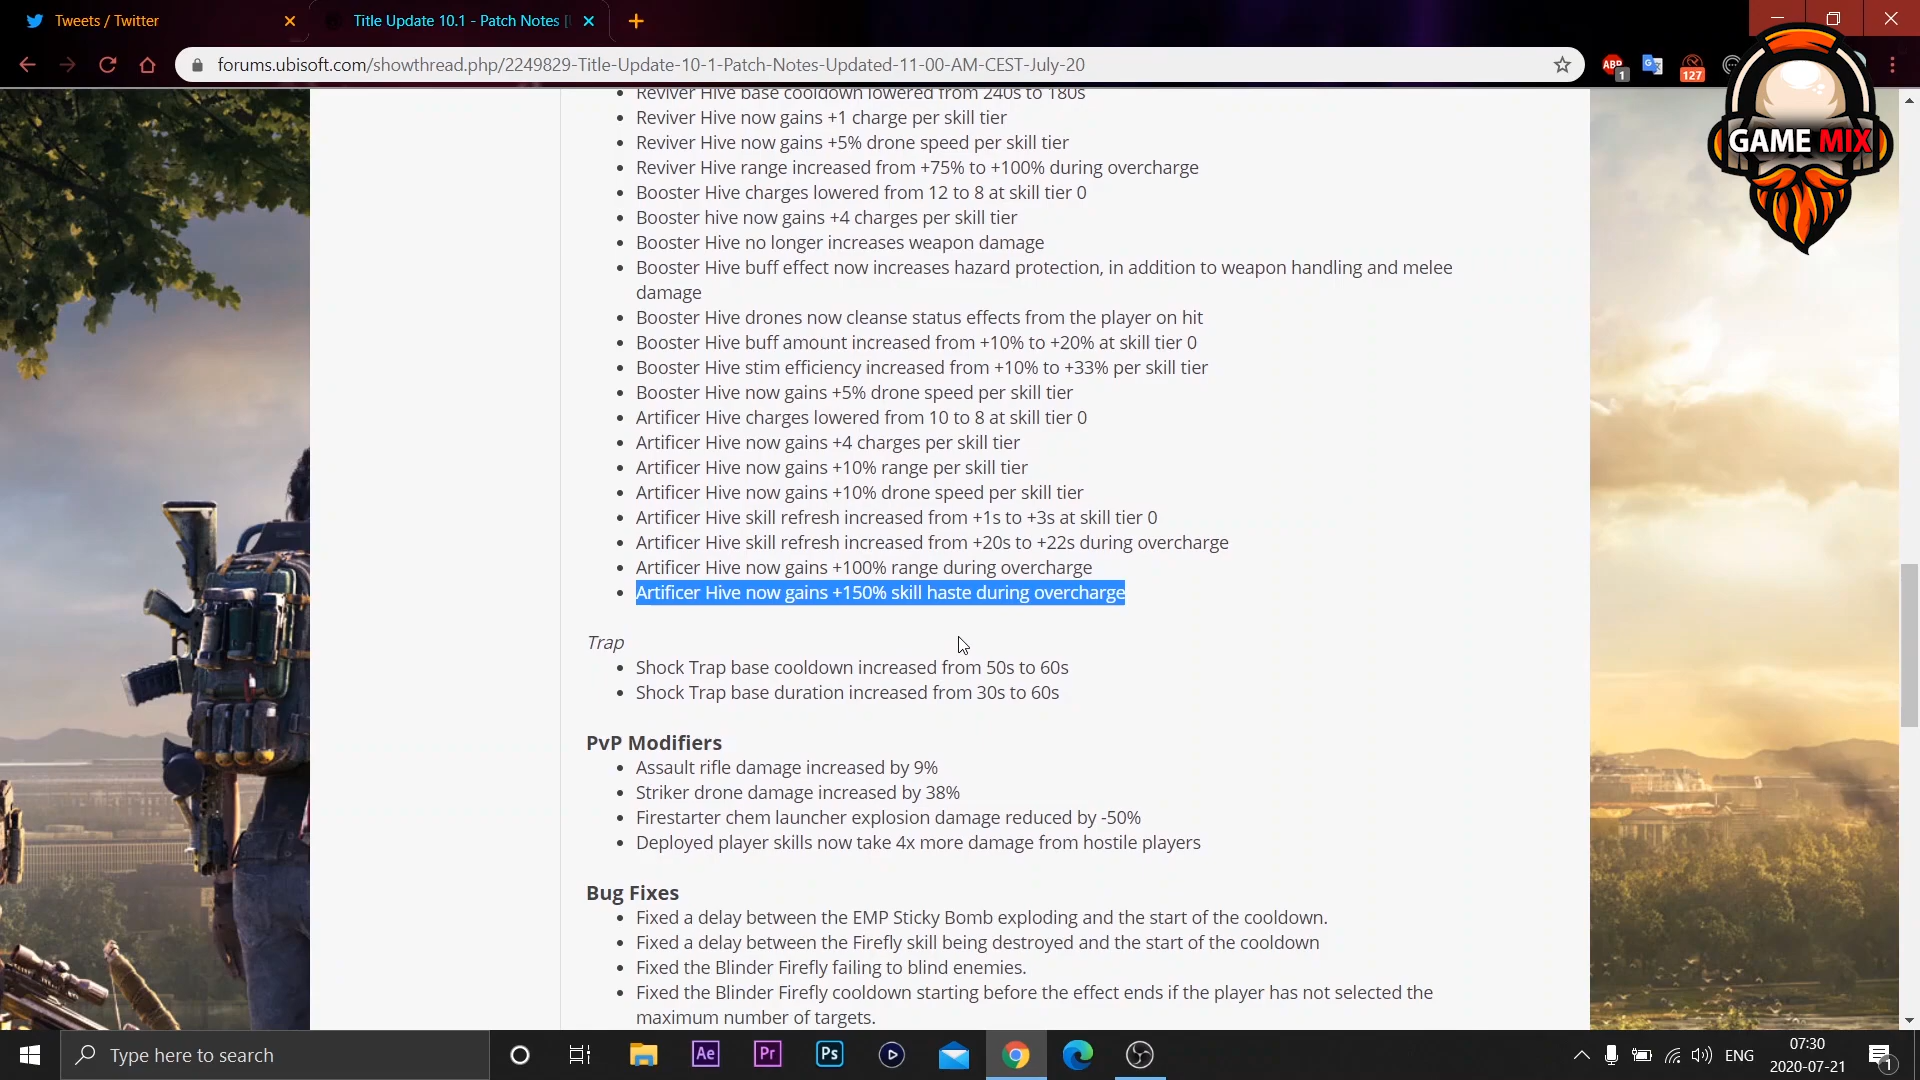 Tweets / Twitter
Title Update 10.1 - Patch Notes [
forums.ubisoft.com/showthread.php/2249829-Title-Update-10-1-Patch-Notes-Updated-11-00-AM-CEST-July-20
ABP
1
127
GAME MIX
Reviver Hive base cooldown lowered from 240s to 180s
Reviver Hive now gains +1 charge per skill tier
Reviver Hive now gains +5% drone speed per skill tier
Reviver Hive range increased from +75% to +100% during overcharge
Booster Hive charges lowered from 12 to 8 at skill tier 0
Booster hive now gains +4 charges per skill tier
Booster Hive no longer increases weapon damage
Booster Hive buff effect now increases hazard protection, in addition to weapon handling and melee
damage
Booster Hive drones now cleanse status effects from the player on hit
Booster Hive buff amount increased from +10% to +20% at skill tier 0
Booster Hive stim efficiency increased from +10% to +33% per skill tier
Booster Hive now gains +5% drone speed per skill tier
Artificer Hive charges lowered from 10 to 8 at skill tier 0
Artificer Hive now gains +4 charges per skill tier
Artificer Hive now gains +10% range per skill tier
Artificer Hive now gains +10% drone speed per skill tier
Artificer Hive skill refresh increased from +1s to +3s at skill tier 0
Artificer Hive skill refresh increased from +20s to +22s during overcharge
Artificer Hive now gains +100% range during overcharge
Artificer Hive now gains +150% skill haste during overcharge
Trap
Shock Trap base cooldown increased from 50s to 60s
Shock Trap base duration increased from 30s to 60s
PvP Modifiers
Assault rifle damage increased by 9%
Striker drone damage increased by 38%
Firestarter chem launcher explosion damage reduced by -50%
Deployed player skills now take 4x more damage from hostile players
Bug Fixes
Fixed a delay between the EMP Sticky Bomb exploding and the start of the cooldown.
Fixed a delay between the Firefly skill being destroyed and the start of the cooldown
Fixed the Blinder Firefly failing to blind enemies.
Fixed the Blinder Firefly cooldown starting before the effect ends if the player has not selected the
maximum number of targets.
Type here to search
Ae
Pr
Ps
ENG
07:30
2020-07-21
1